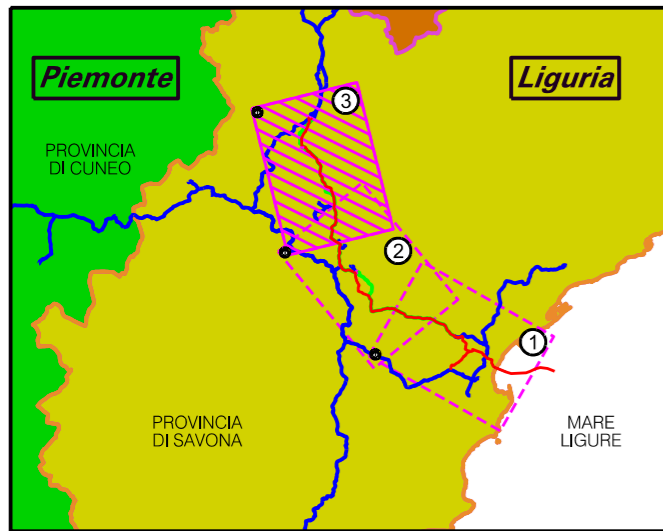 Piemonte
Liguria
3
PROVINCIA
DI CUNEO
2
1
PROVINCIA
DI SAVONA
MARE
LIGURE